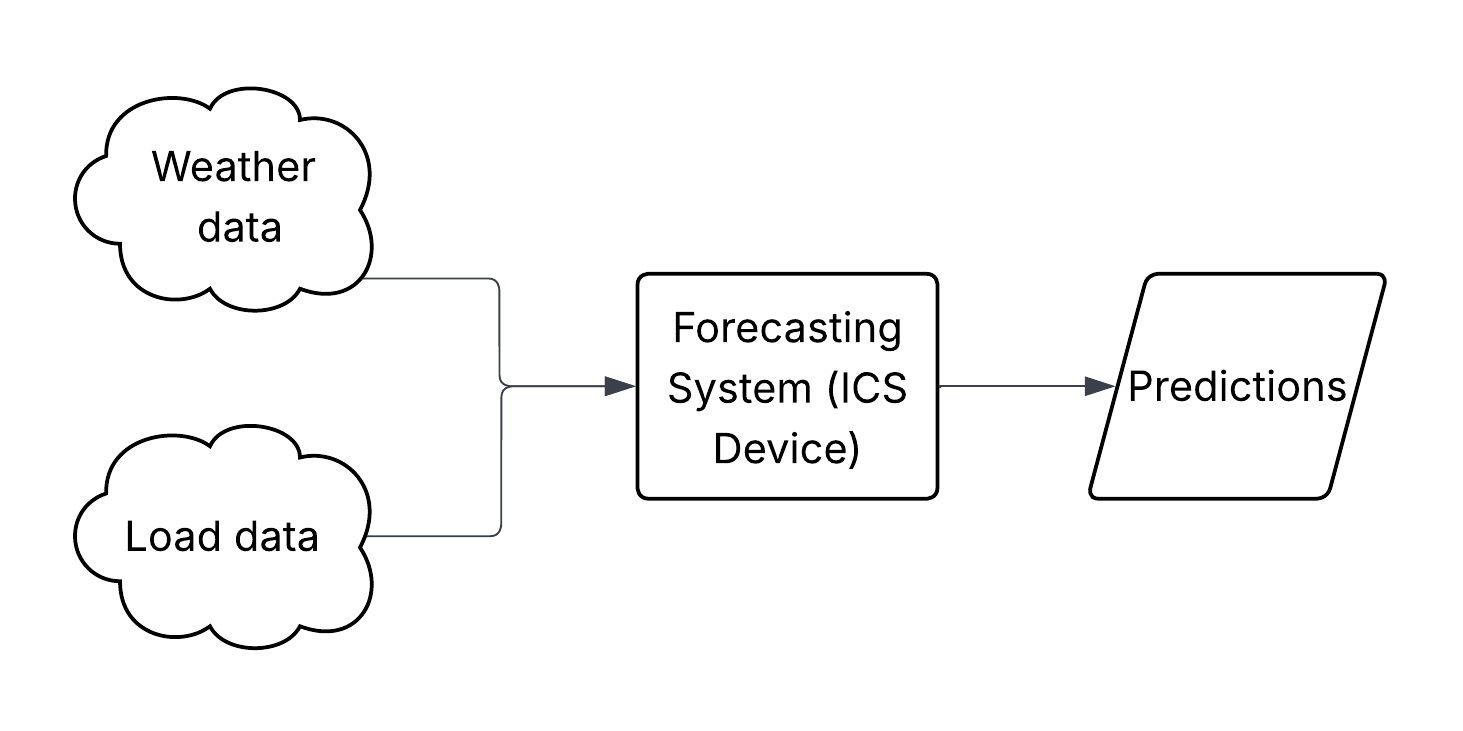 Weather
data
Load data
Forecasting
System (ICS
Device)
Predictions